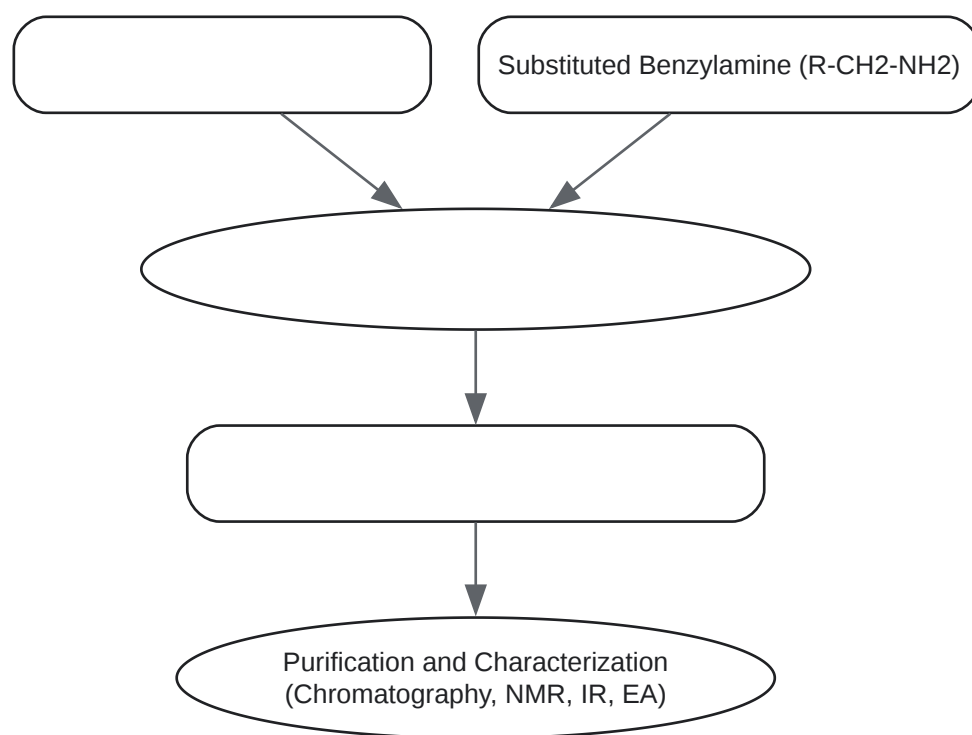 Substituted Benzylamine (R-CH2-NH2)
Purification and Characterization
(Chromatography, NMR, IR, EA)